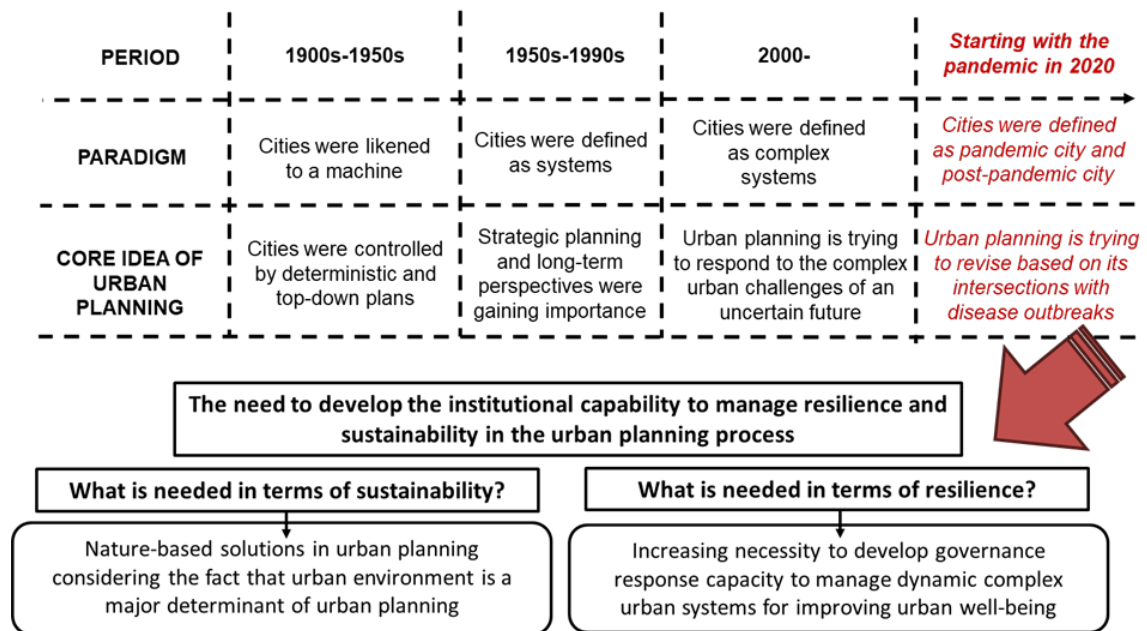 PERIOD
1900s-1950s
1950s-1990s
2000-
Starting with the
pandemic in 2020
PARADIGM
Cities were likened
to a machine
Cities were defined
as systems
Cities were defined
as complex
systems
Cities were defined
as pandemic city and
post-pandemic city
CORE IDEA OF
URBAN
PLANNING
Cities were controlled
by deterministic and
top-down plans
Strategic planning
and long-term
perspectives were
gaining importance
Urban planning is trying
to respond to the complex
urban challenges of an
uncertain future
Urban planning is trying
to revise based on its
intersections with
disease outbreaks
The need to develop the institutional capability to manage resilience and
sustainability in the urban planning process
What is needed in terms of sustainability?
Nature-based solutions in urban planning
considering the fact that urban environment is a
major determinant of urban planning
What is needed in terms of resilience?
Increasing necessity to develop governance
response capacity to manage dynamic complex
urban systems for improving urban well-being